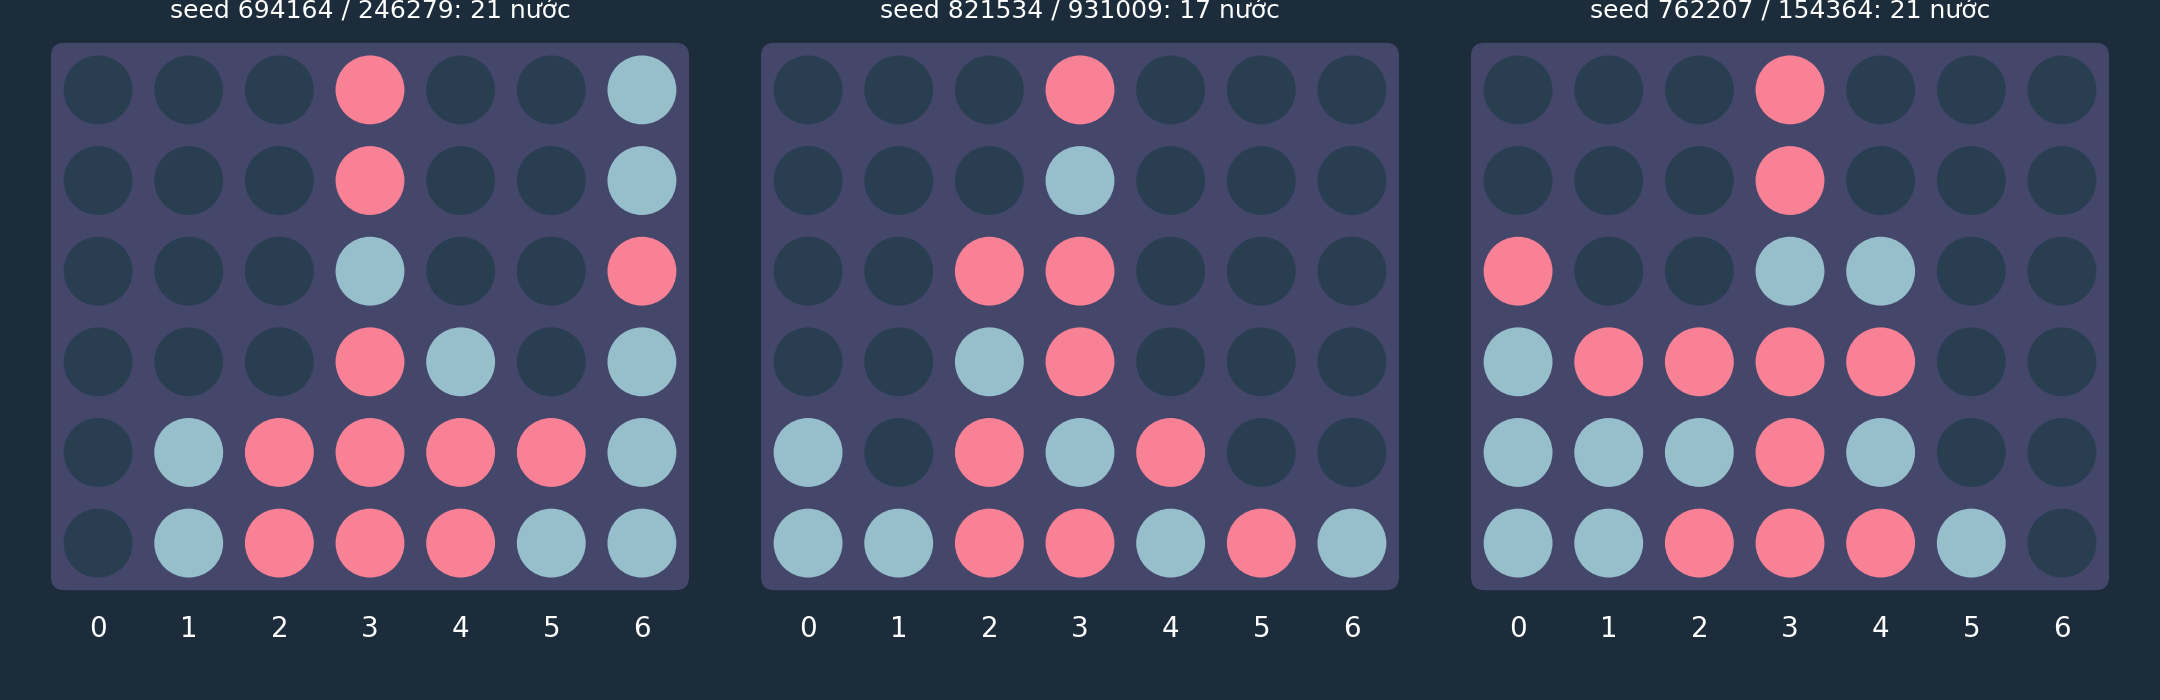 seed 694164 / 246279: 21 nước
seed 821534 / 931009: 17 nước
seed 762207 / 154364: 21 nước
0 1 2 3 4 5 6
0 1 2 3 4 5 6
0 1 2 3 4 5 6